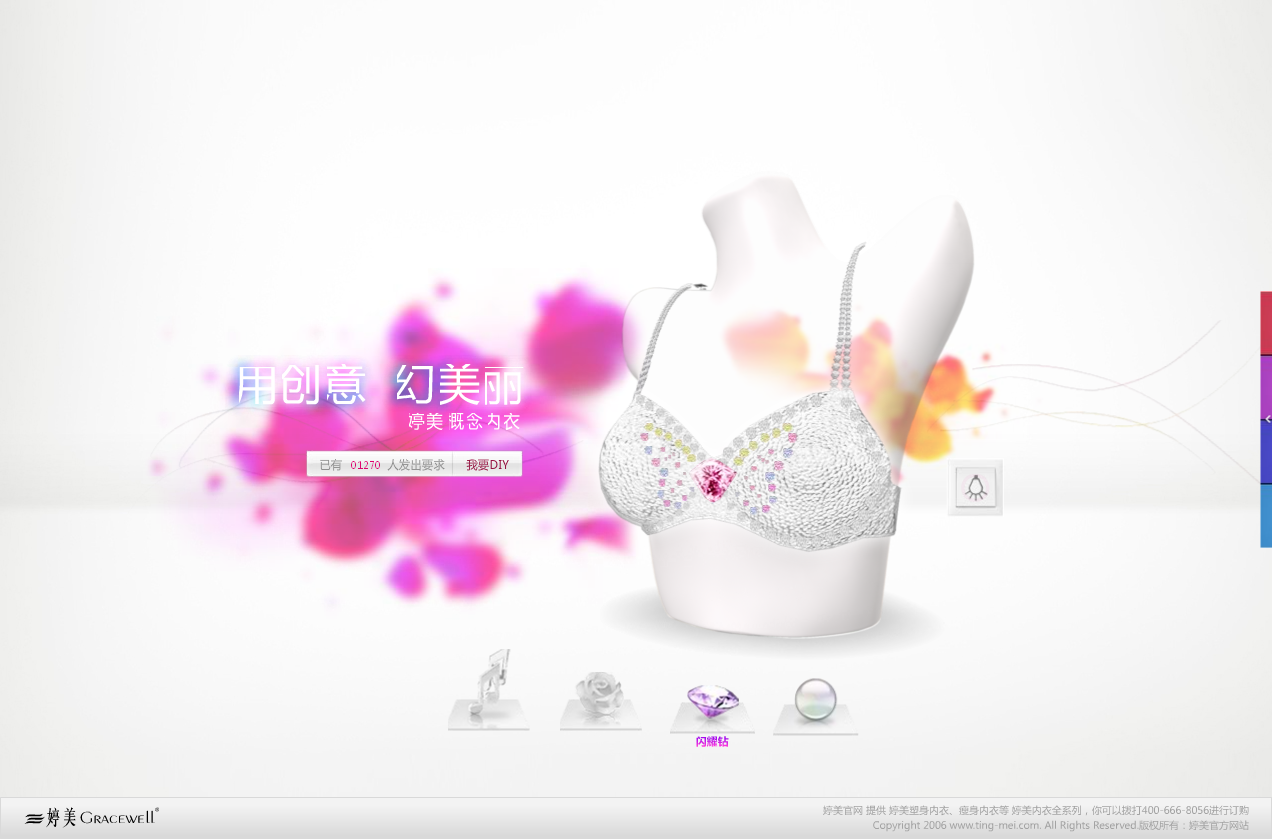 用创意 幻美丽
婷美 概念内衣
已有 01270 人发出要求 我要DIY
闪耀钻
婷美 GRACEWELL®
婷美官网 提供 婷美塑身内衣、瘦身内衣等 婷美内衣全系列，你可以拨打400-666-8056进行订购
Copyright 2006 www.ting-mei.com. All Rights Reserved.版权所有：婷美官方网站